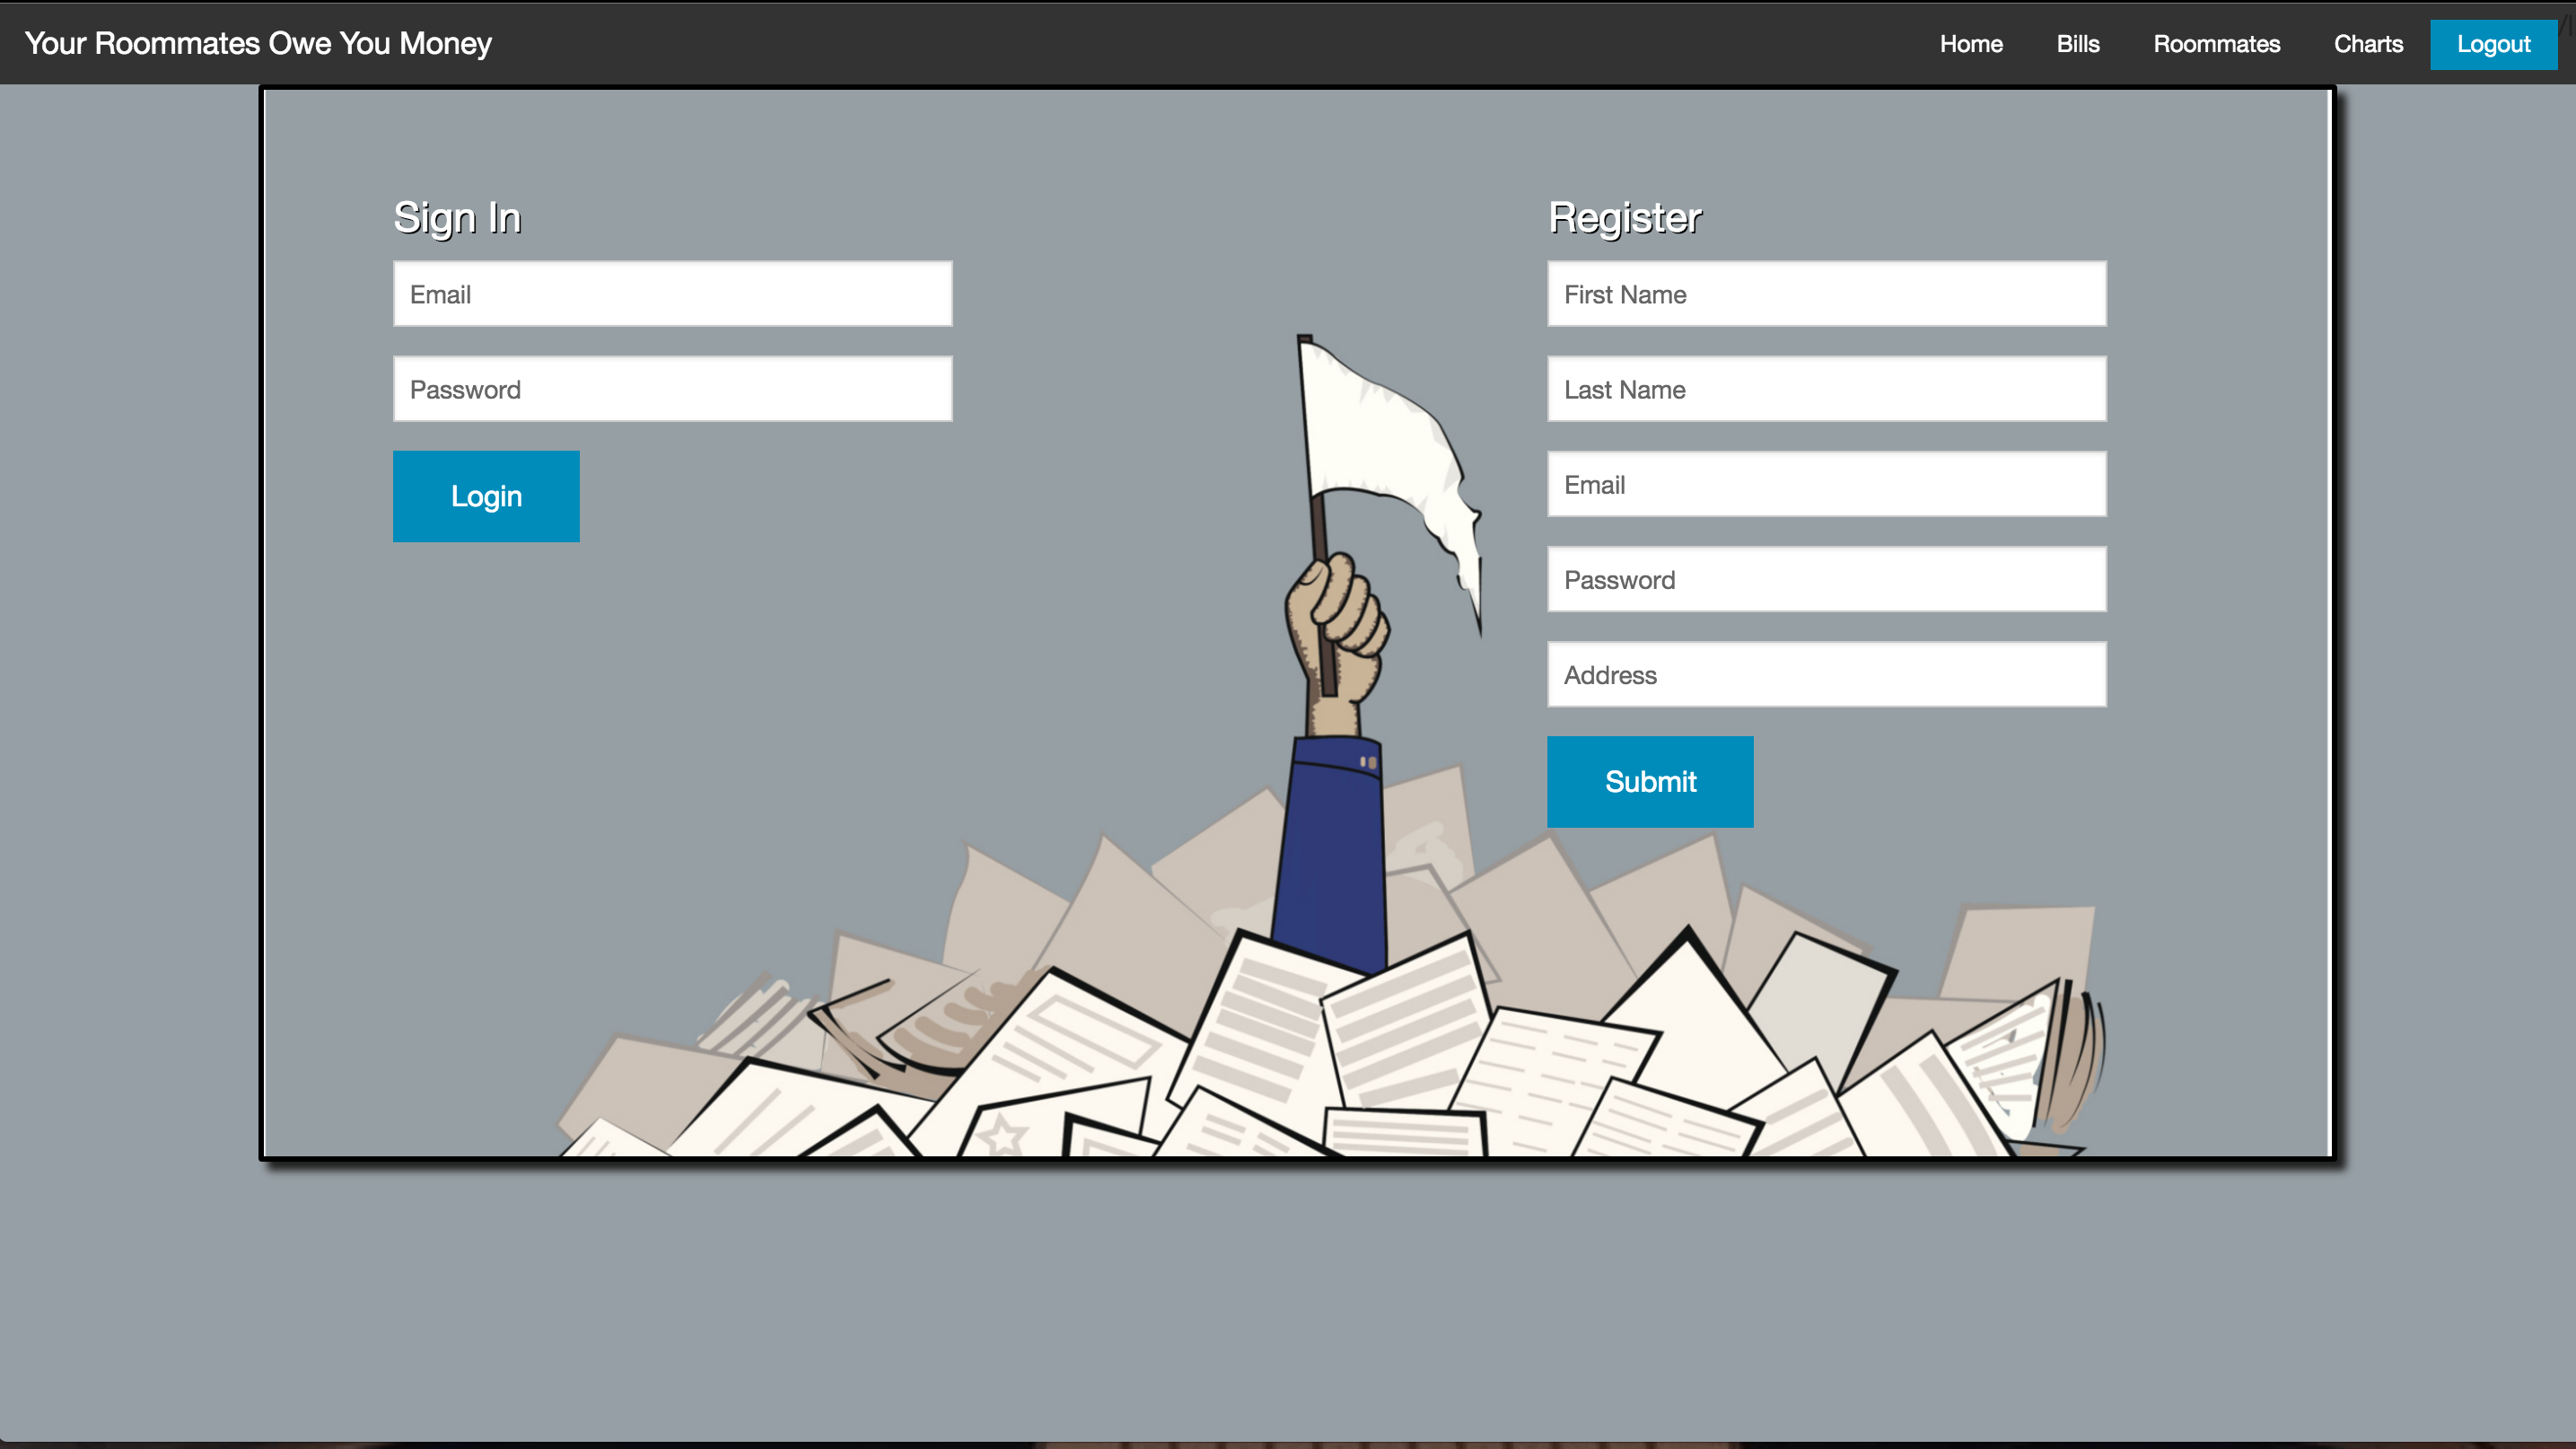 Your Roommates Owe You Money
Home Bills Roommates Charts Logout
Sign In
Email
Password
Login
Register
First Name
Last Name
Email
Password
Address
Submit